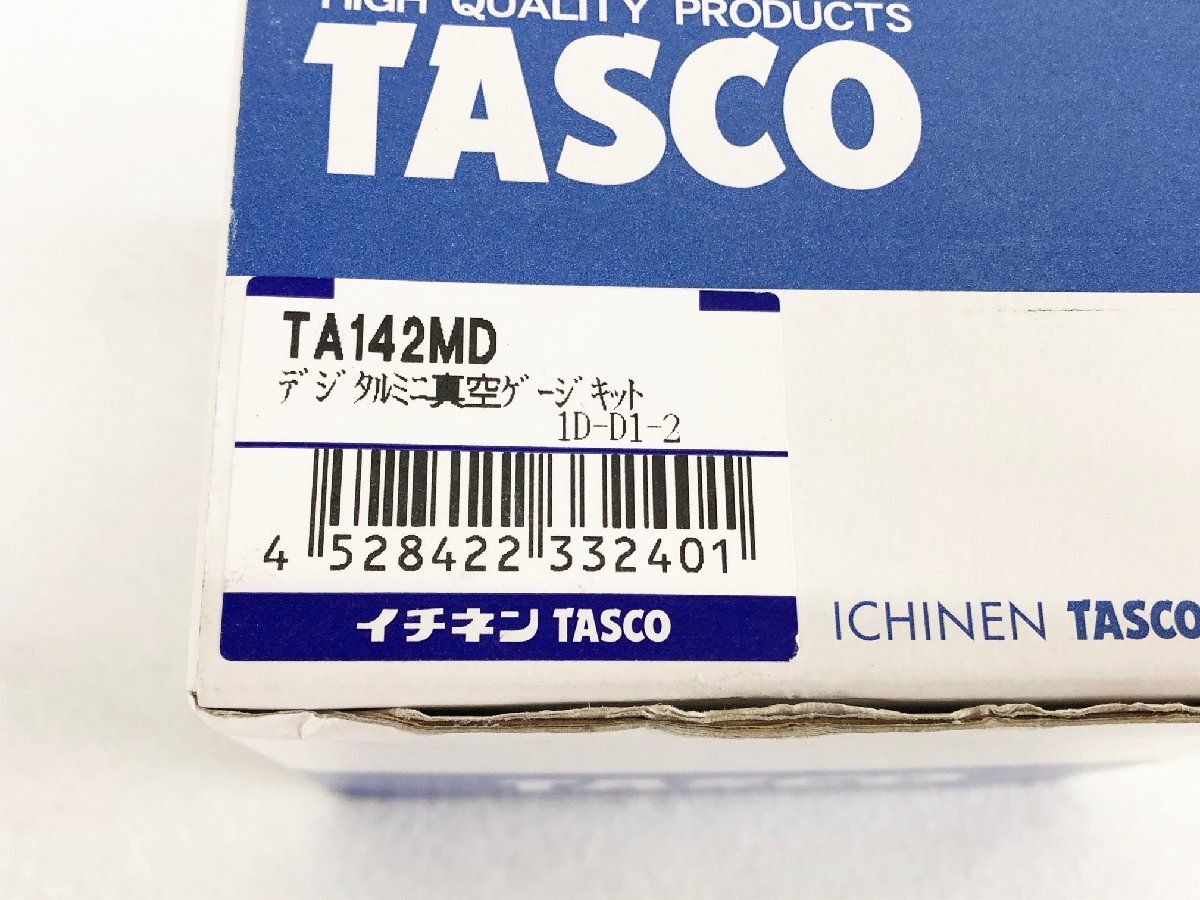 HIGH QUALITY PRODUCTS
TASCO
TA142MD
デジタルミニ真空ゲージキット
1D-D1-2
4 528422 332401
イチネン TASCO
ICHINEN TASCO